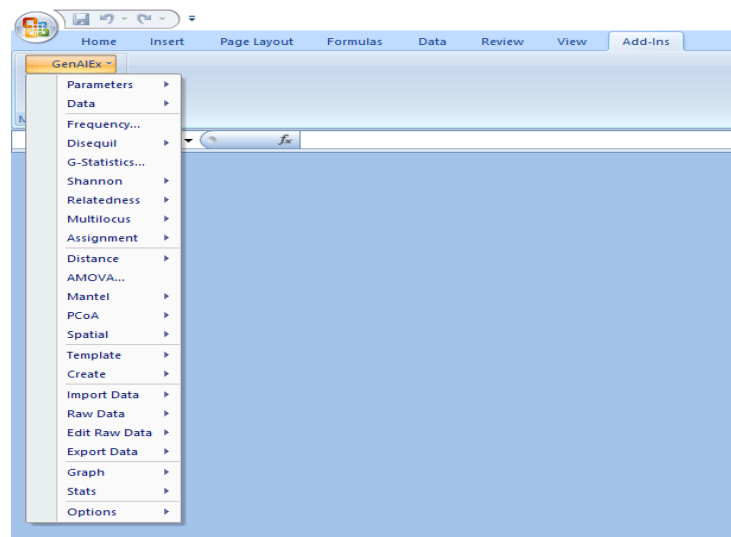 Home Insert Page Layout Formulas Data Review View Add-Ins
GenAlEx
Parameters
Data
Frequency...
Disequil
G-Statistics...
Shannon
Relatedness
Multilocus
Assignment
Distance
AMOVA...
Mantel
PCoA
Spatial
Template
Create
Import Data
Raw Data
Edit Raw Data
Export Data
Graph
Stats
Options
fx